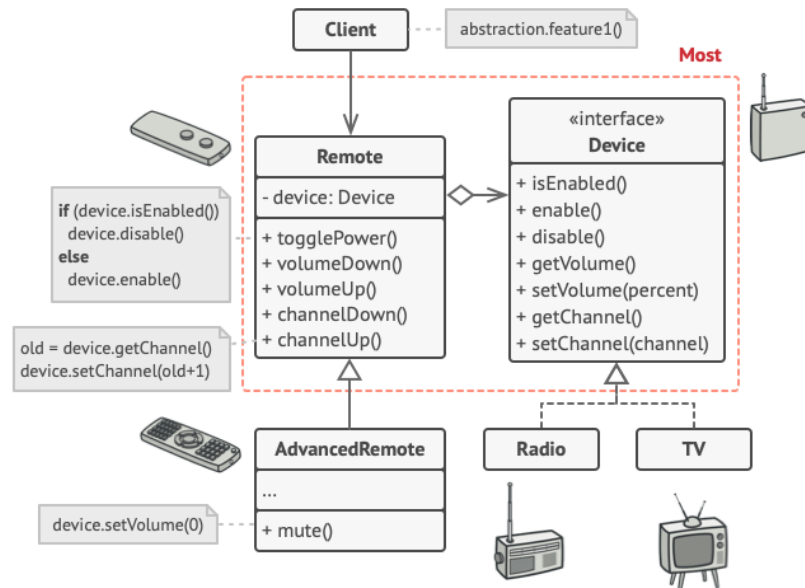 Client
abstraction.feature1()
Most
«interface»
Device
+ isEnabled()
+ enable()
+ disable()
+ getVolume()
+ setVolume(percent)
+ getChannel()
+ setChannel(channel)
Remote
- device: Device
+ togglePower()
+ volumeDown()
+ volumeUp()
+ channelDown()
+ channelUp()
if (device.isEnabled())
device.disable()
else
device.enable()
old = device.getChannel()
device.setChannel(old+1)
AdvancedRemote
...
+ mute()
device.setVolume(0)
Radio
TV